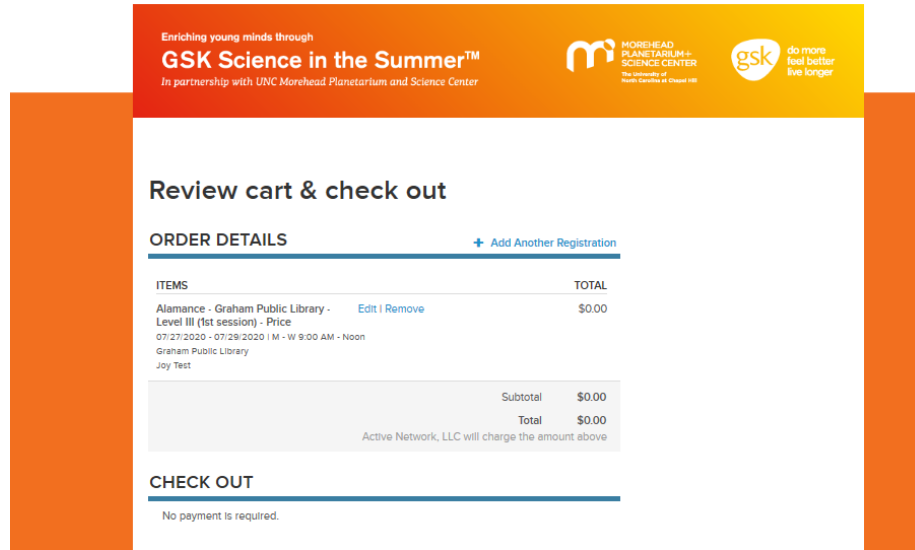 Enriching young minds through
GSK Science in the Summer™
In partnership with UNC Morehead Planetarium and Science Center
MOREHEAD
PLANETARIUM+
SCIENCE CENTER
The University of
North Carolina at Chapel Hill
gsk
do more
feel better
live longer
Review cart & check out
ORDER DETAILS
+ Add Another Registration
ITEMS TOTAL
Alamance - Graham Public Library - Edit | Remove $0.00
Level III (1st session) - Price
07/27/2020 - 07/29/2020 | M - W 9:00 AM - Noon
Graham Public Library
Joy Test
Subtotal $0.00
Total $0.00
Active Network, LLC will charge the amount above
CHECK OUT
No payment is required.